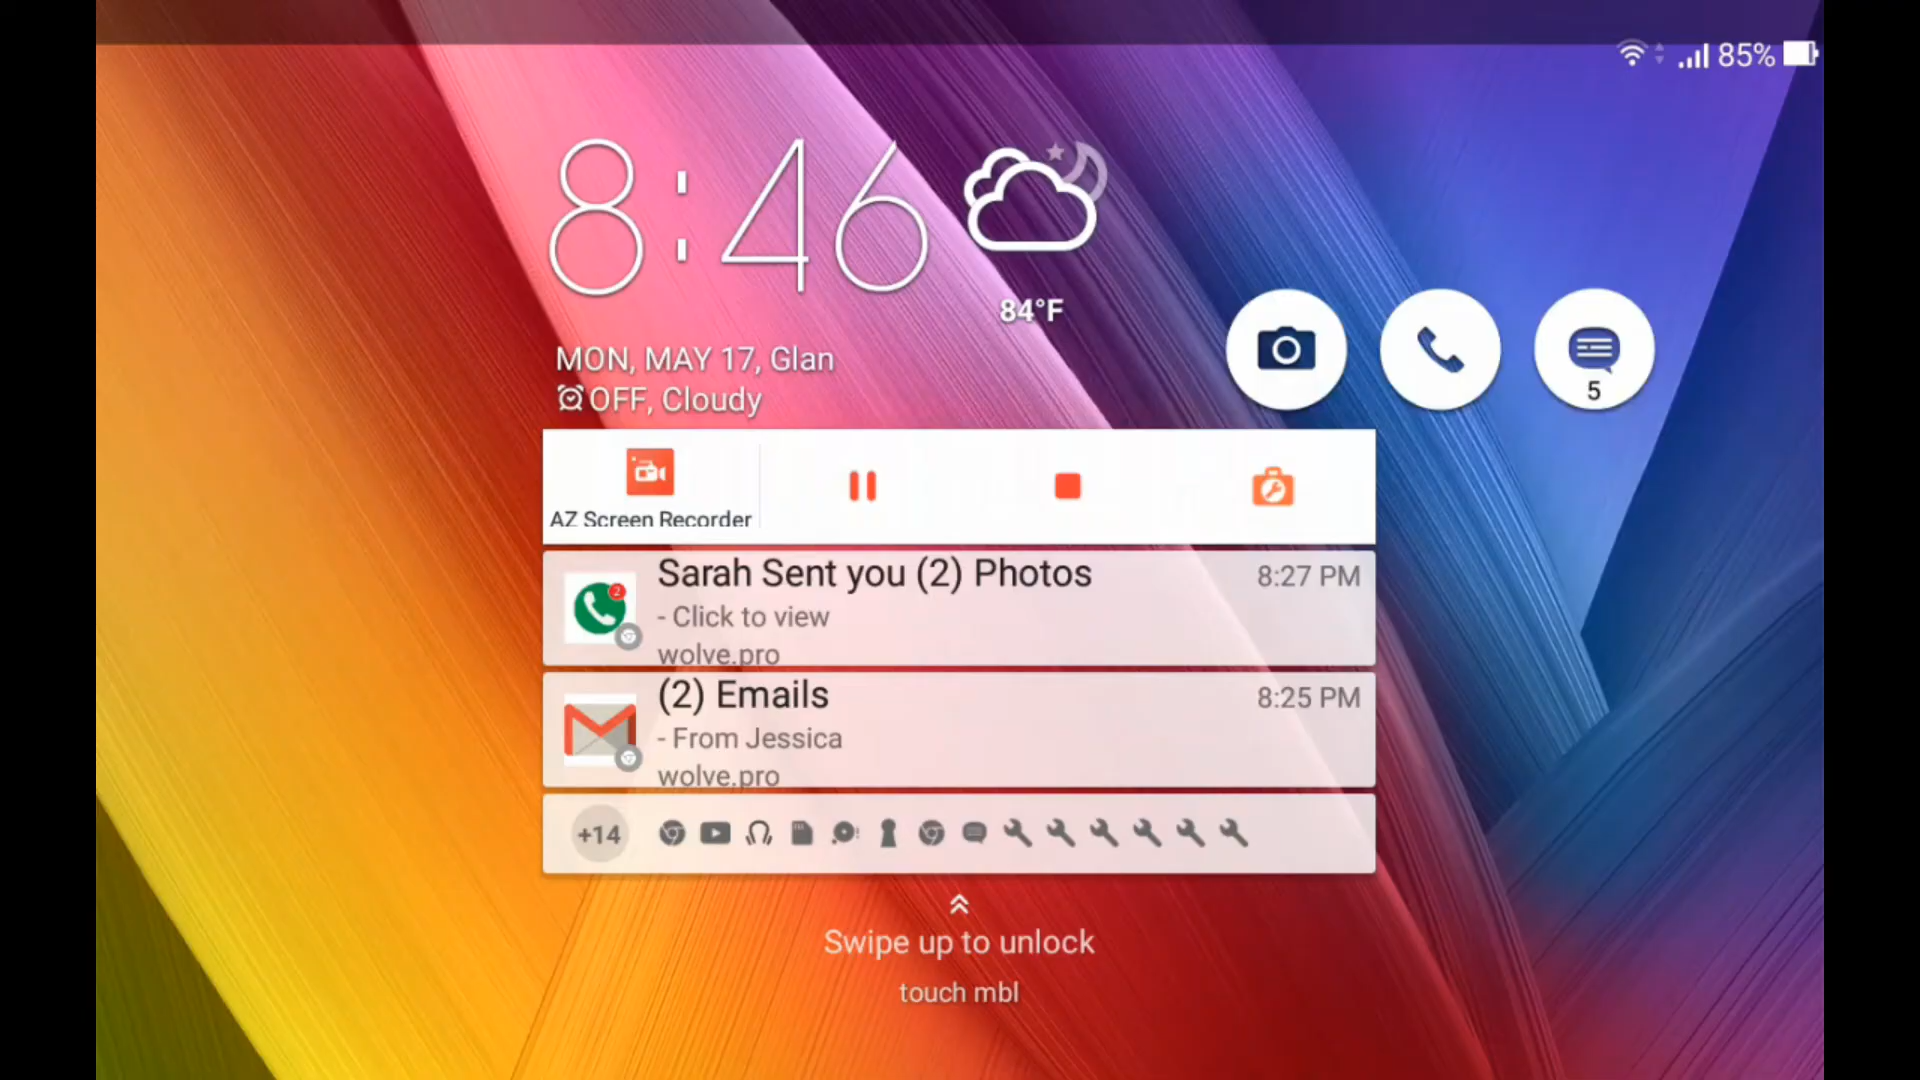 85%
8:46
84°F
MON, MAY 17, Glan
OFF, Cloudy
5
AZ Screen Recorder
Sarah Sent you (2) Photos
8:27 PM
- Click to view
wolve.pro
2
(2) Emails
8:25 PM
- From Jessica
wolve.pro
+14
Swipe up to unlock
touch mbl